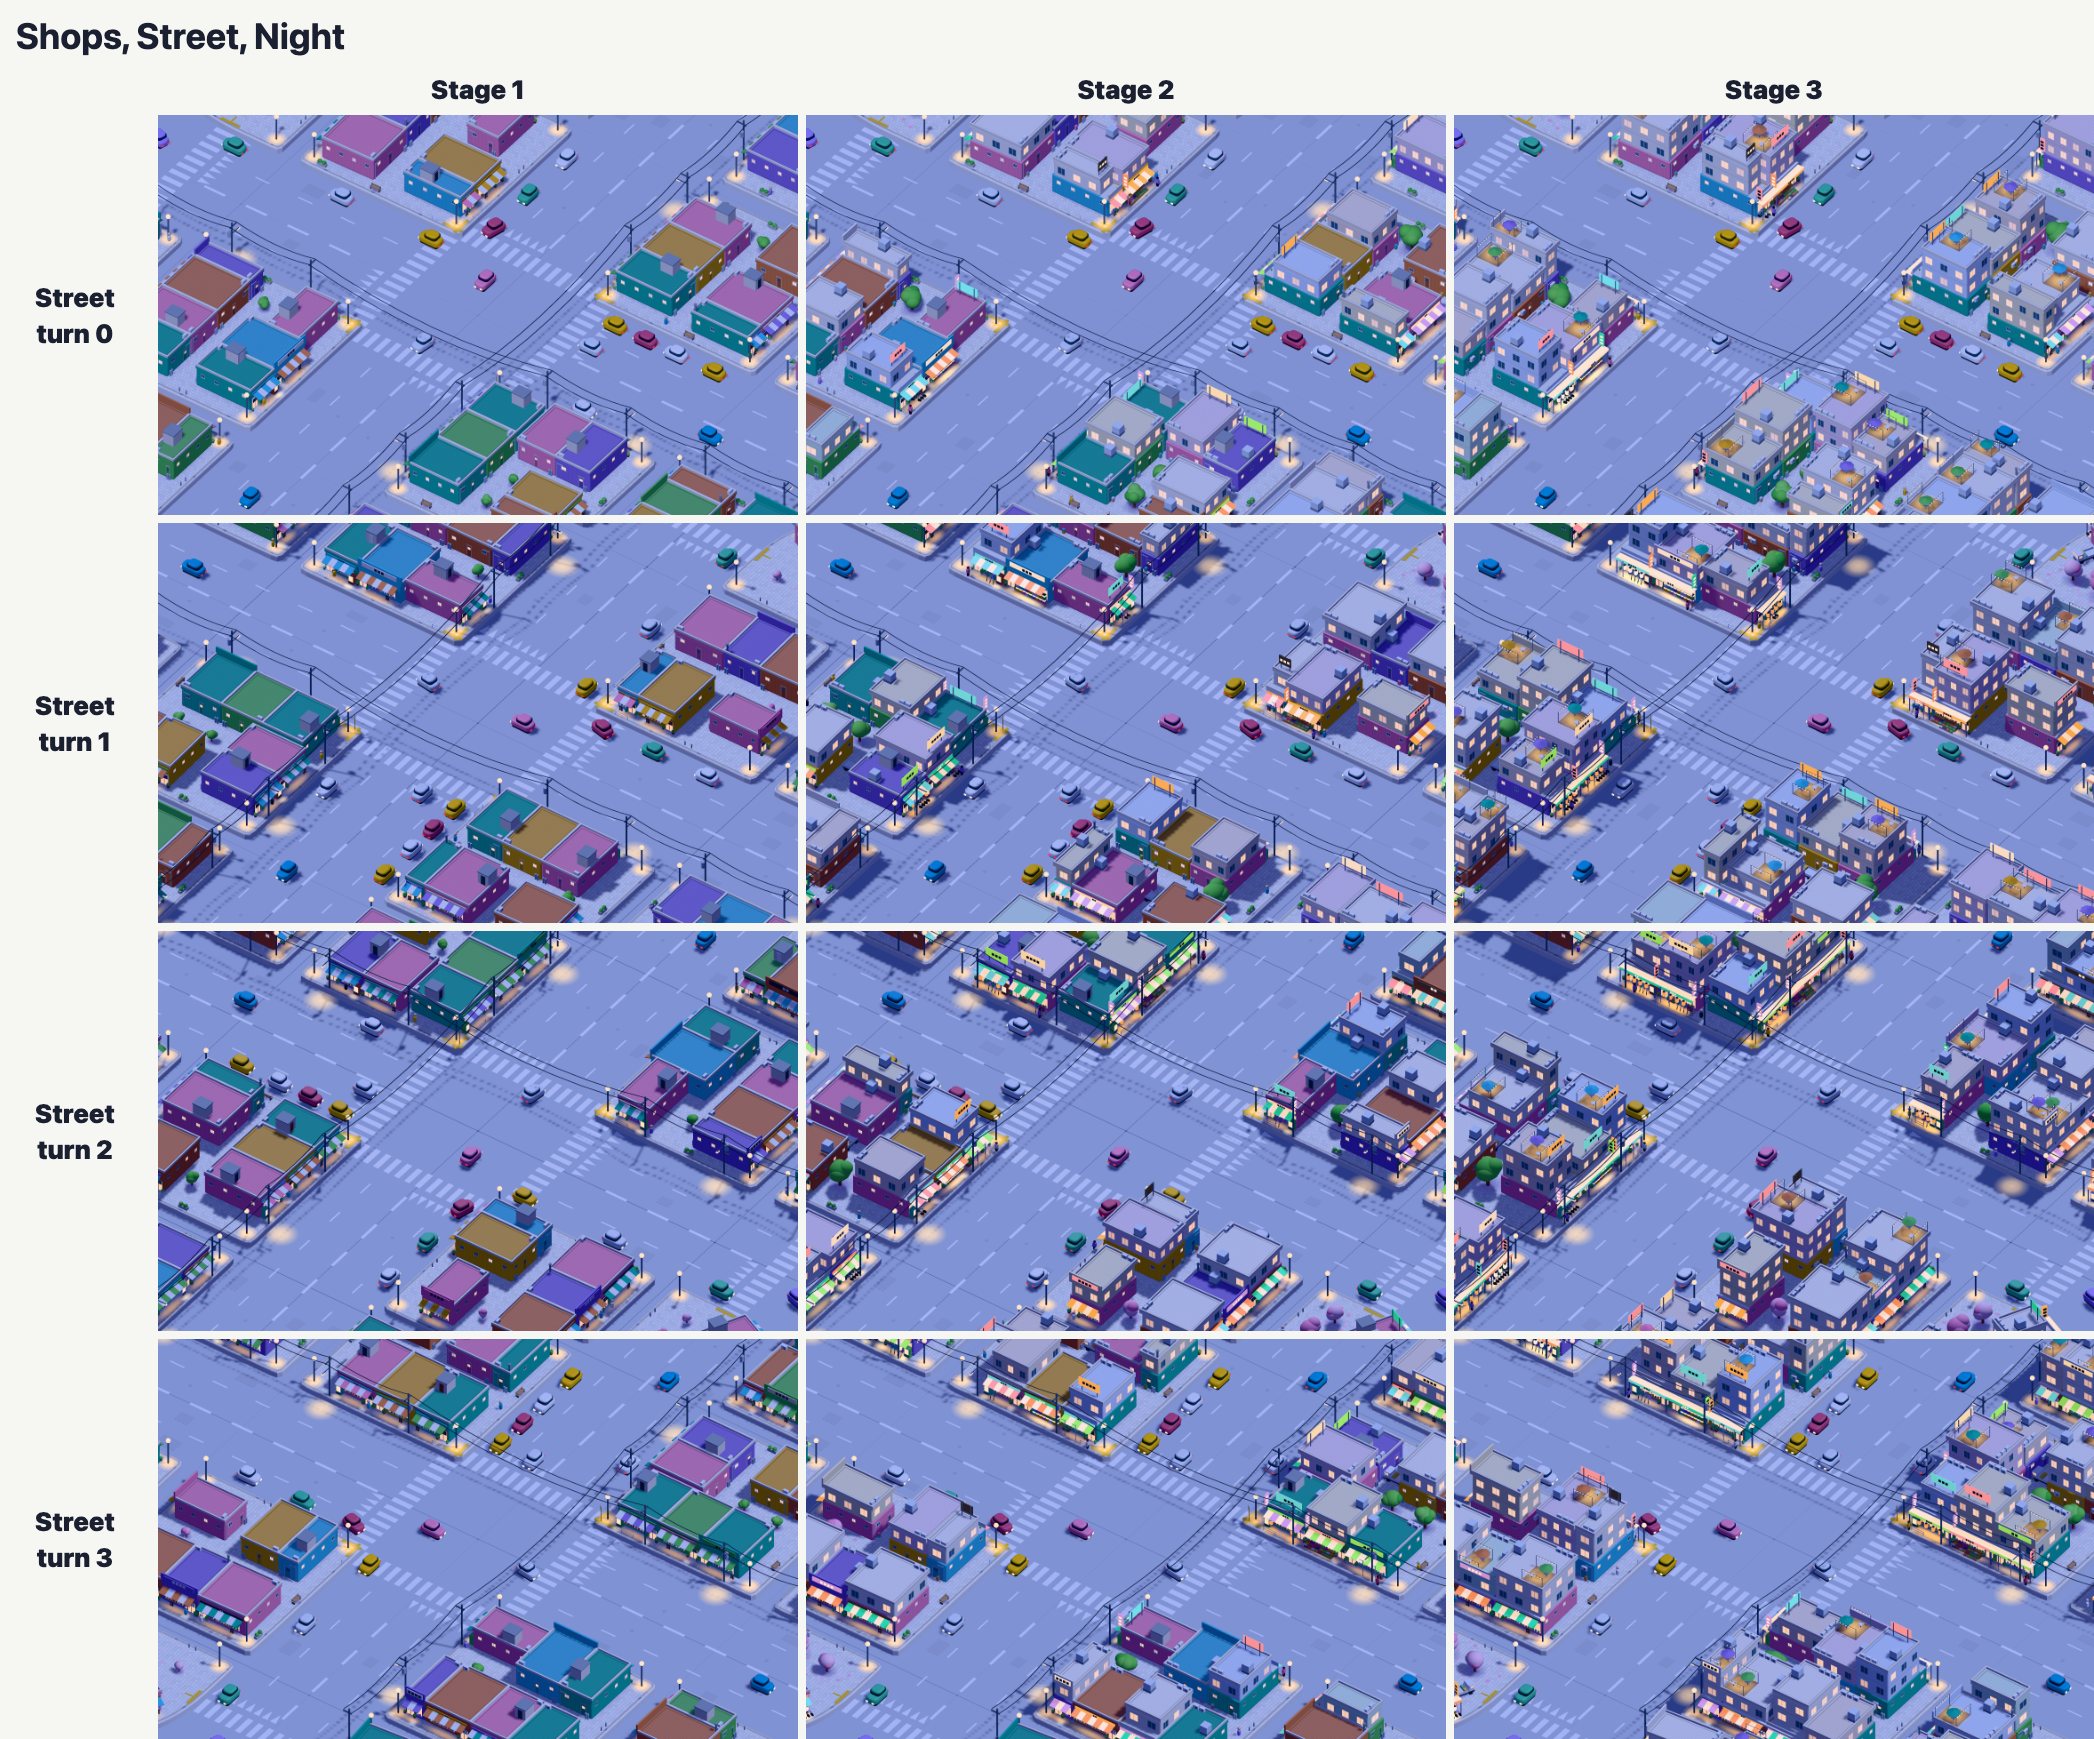 Shops, Street, Night
Stage 1
Stage 2
Stage 3
Street
turn 0
Street
turn 1
Street
turn 2
Street
turn 3